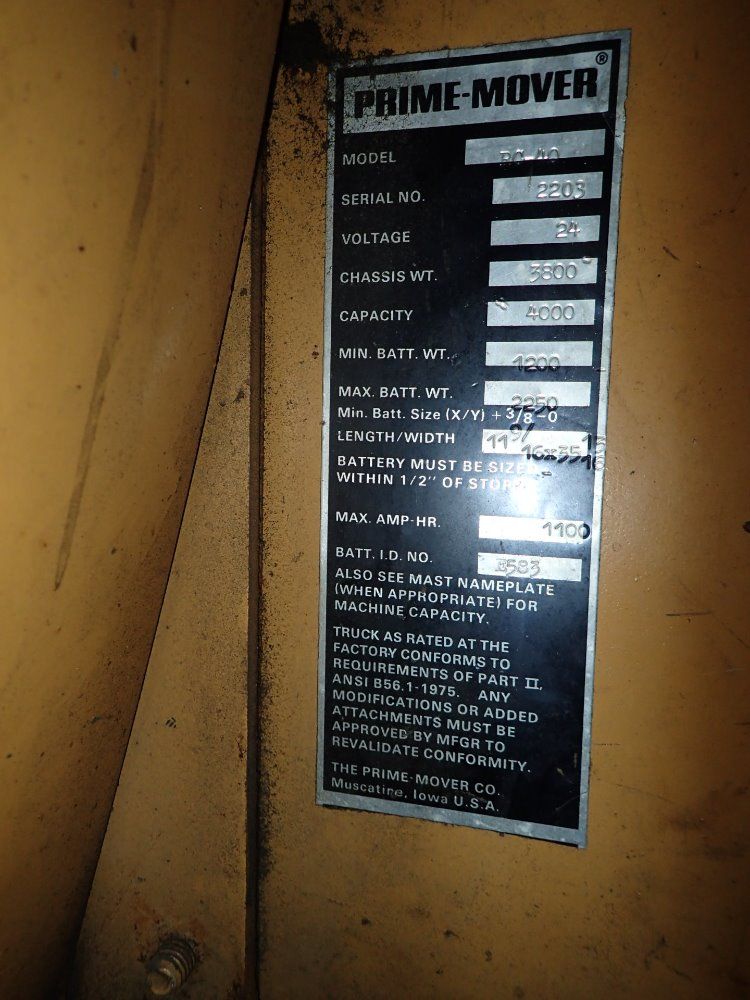 PRIME-MOVER®
MODEL
SERIAL NO. 2203
VOLTAGE 24
CHASSIS WT. 3800
CAPACITY 4000
MIN. BATT. WT. 1200
MAX. BATT. WT. 2250
Min. Batt. Size (X/Y) + 3/8 -0
LENGTH/WIDTH
BATTERY MUST BE SIZED
WITHIN 1/2" OF
MAX. AMP-HR. 1100
BATT. I.D. NO. E583
ALSO SEE MAST NAMEPLATE
(WHEN APPROPRIATE) FOR
MACHINE CAPACITY.
TRUCK AS RATED AT THE
FACTORY CONFORMS TO
REQUIREMENTS OF PART II,
ANSI B56.1-1975. ANY
MODIFICATIONS OR ADDED
ATTACHMENTS MUST BE
APPROVED BY MFGR TO
REVALIDATE CONFORMITY.
THE PRIME-MOVER CO.
Muscatine, Iowa U.S.A.